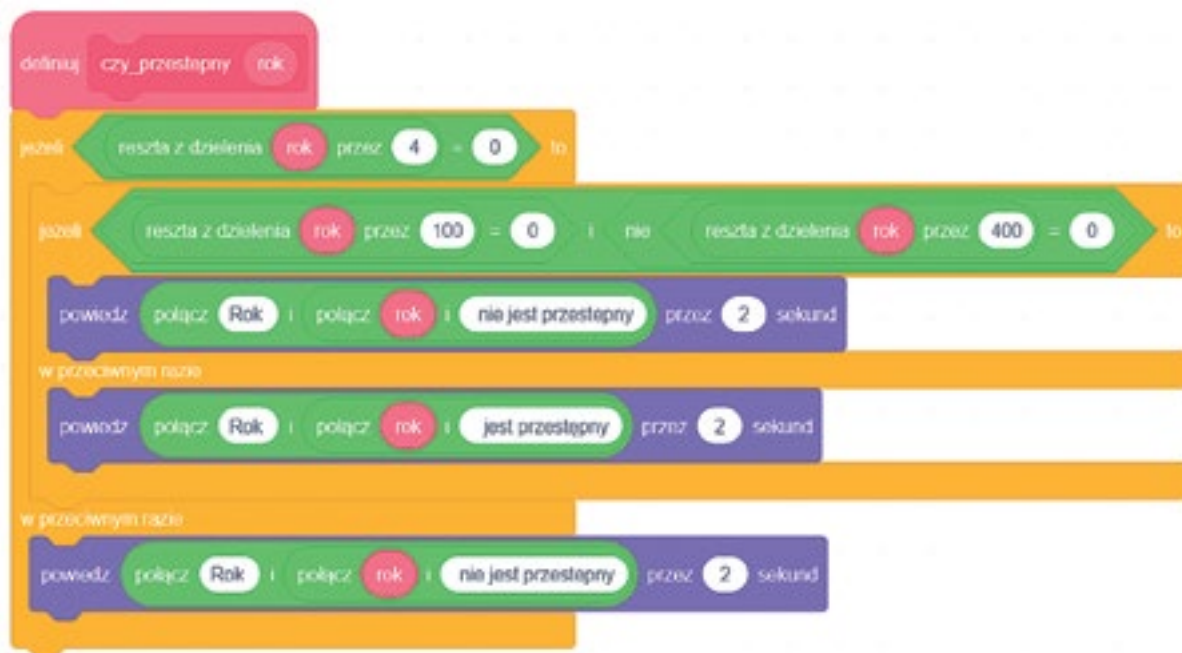 definiuj czy_przestepny rok
jeżeli reszta z dzielenia rok przez 4 = 0 to
jeżeli reszta z dzielenia rok przez 100 = 0 i nie reszta z dzielenia rok przez 400 = 0 to
powiedz połącz Rok i połącz rok i nie jest przestepny przez 2 sekund
w przeciwnym razie
powiedz połącz Rok i połącz rok i jest przestępny przez 2 sekund
w przeciwnym razie
powiedz połącz Rok i połącz rok i nie jest przestepny przez 2 sekund